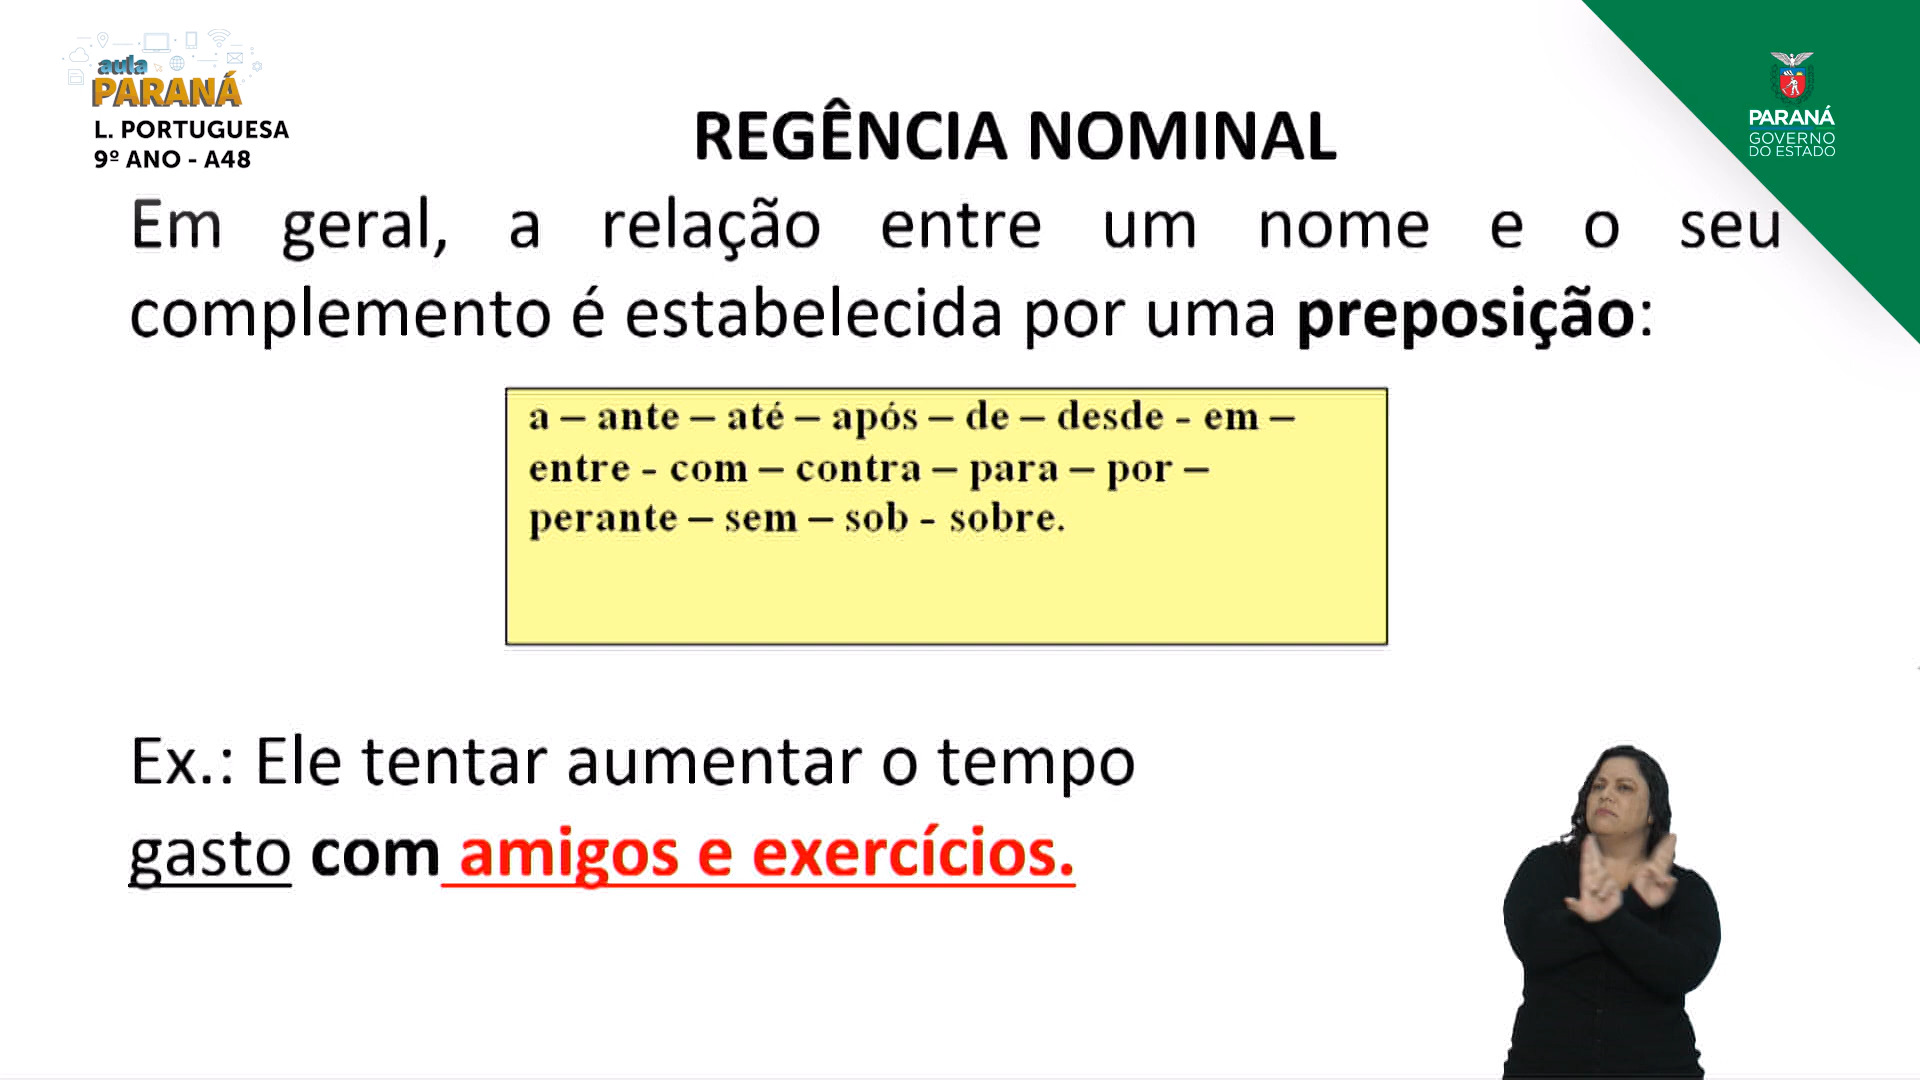 aula
PARANÁ
L. PORTUGUESA
9º ANO - A48
PARANÁ
GOVERNO
DO ESTADO
REGÊNCIA NOMINAL
Em geral, a relação entre um nome e o seu
complemento é estabelecida por uma preposição:
a – ante – até – após – de – desde - em –
entre - com – contra – para – por –
perante – sem – sob - sobre.
Ex.: Ele tentar aumentar o tempo
gasto com amigos e exercícios.